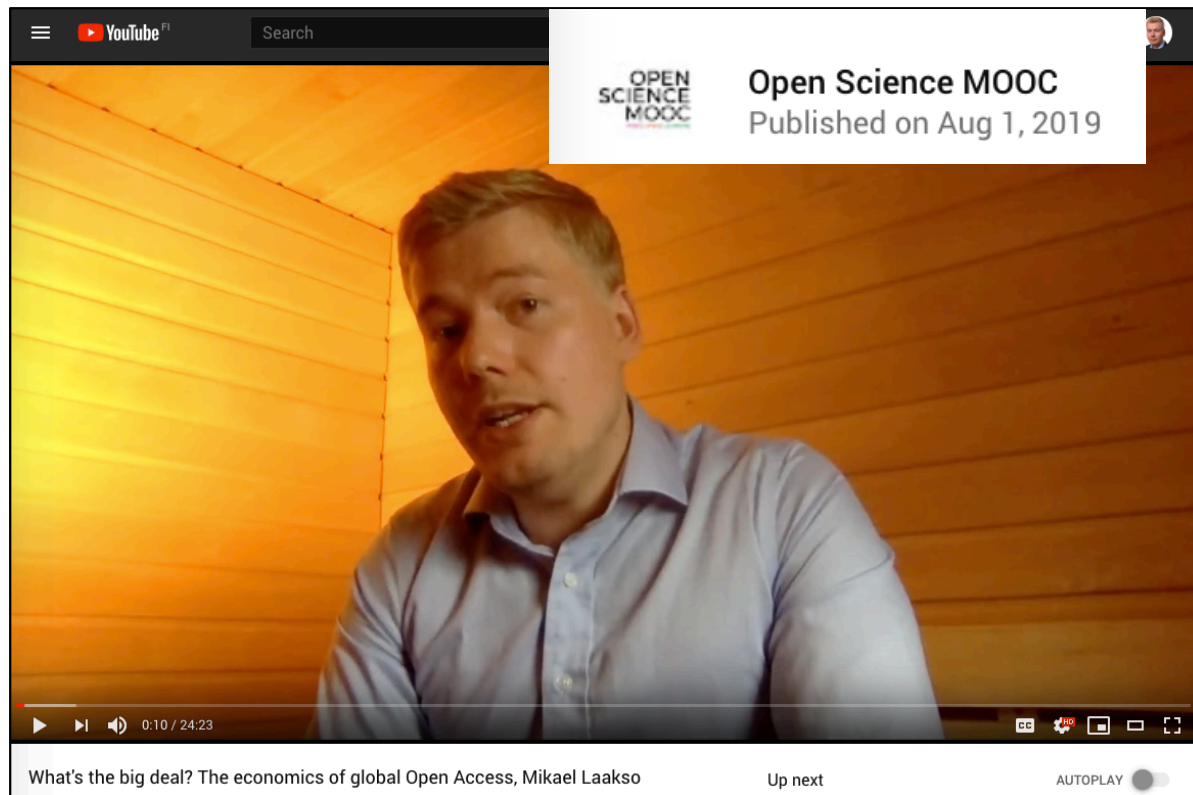 YouTube FI
Search
OPEN
SCIENCE
MOOC
Open Science MOOC
Published on Aug 1, 2019
0:10 / 24:23
CC
HD
What's the big deal? The economics of global Open Access, Mikael Laakso
Up next
AUTOPLAY